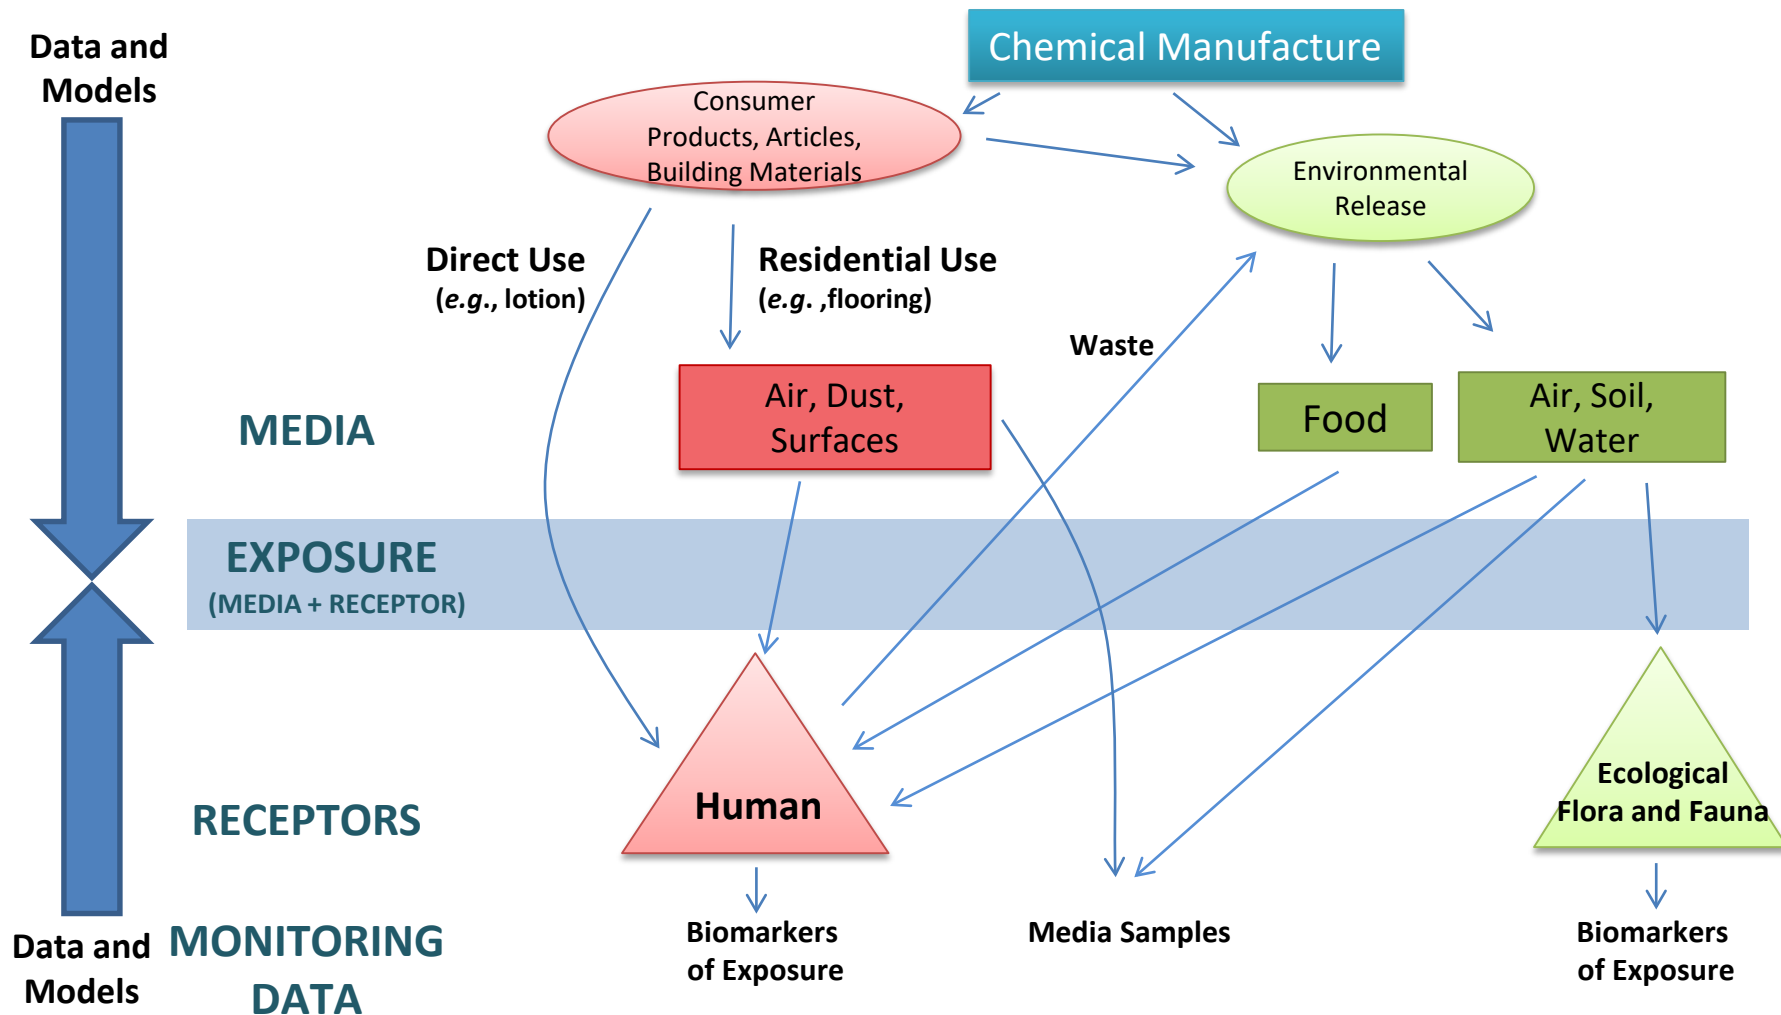 Data and
Models
Chemical Manufacture
Consumer
Products, Articles,
Building Materials
Environmental
Release
Direct Use
(e.g., lotion)
Residential Use
(e.g. ,flooring)
Waste
MEDIA
Air, Dust,
Surfaces
Food
Air, Soil,
Water
EXPOSURE
(MEDIA + RECEPTOR)
RECEPTORS
Human
Ecological
Flora and Fauna
Data and
Models
MONITORING
DATA
Biomarkers
of Exposure
Media Samples
Biomarkers
of Exposure